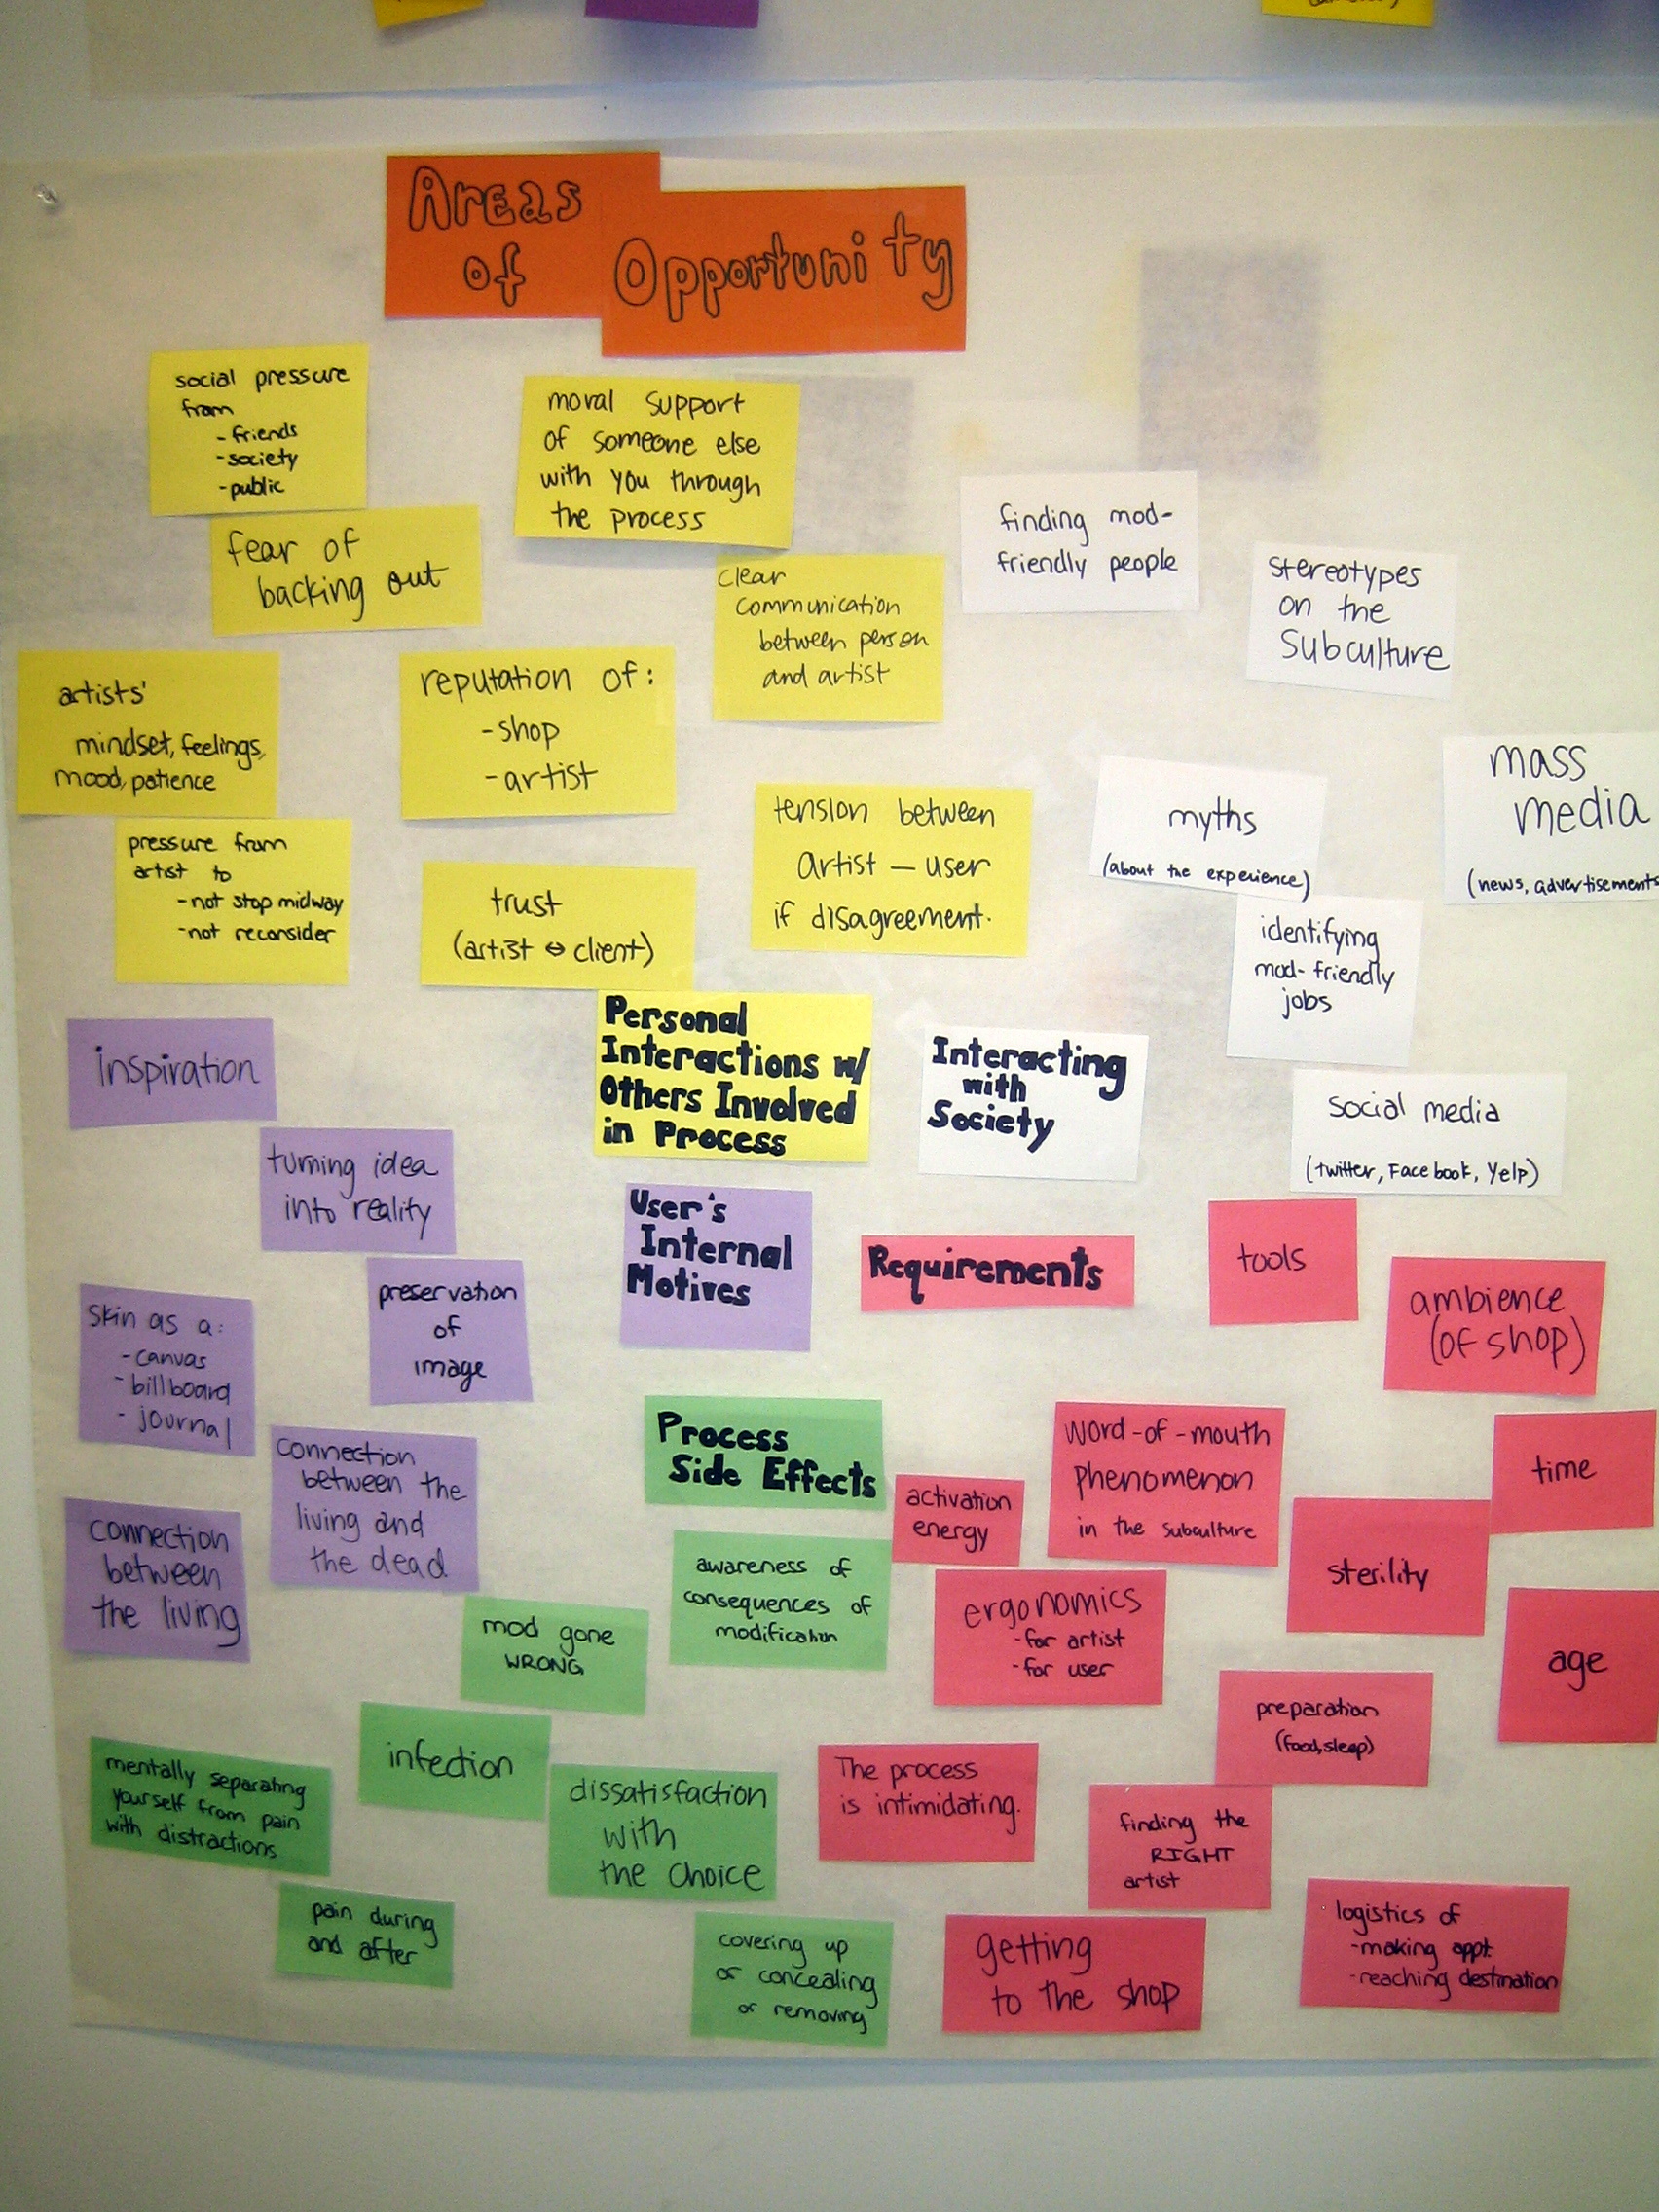 Areas
of
Opportunity
social pressure
from
- friends
- society
- public
moral support
of someone else
with you through
the process
fear of
backing out
clear
communication
between person
and artist
finding mod-
friendly people
stereotypes
on the
subculture
artists'
mindset, feelings,
mood, patience
reputation of:
- shop
- artist
tension between
artist — user
if disagreement.
myths
(about the experience)
mass
media
(news, advertisements
pressure from
artist to
- not stop midway
- not reconsider
trust
(artist ⇔ client)
identifying
mod-friendly
jobs
Personal
Interactions w/
Others Involved
in Process
Interacting
with
Society
social media
(twitter, Facebook, Yelp)
inspiration
turning idea
into reality
User's
Internal
Motives
Requirements
tools
ambience
(of shop)
skin as a:
- canvas
- billboard
- journal
preservation
of
image
connection
between the
living and
the dead
connection
between
the living
Process
Side Effects
activation
energy
word-of-mouth
phenomenon
in the subculture
time
sterility
awareness of
consequences of
modification
mod gone
WRONG
ergonomics
- for artist
- for user
age
preparation
(food, sleep)
mentally separating
yourself from pain
with distractions
infection
dissatisfaction
with
the choice
The process
is intimidating.
finding the
RIGHT
artist
pain during
and after
covering up
or concealing
or removing
getting
to the shop
logistics of
- making appt.
- reaching destination